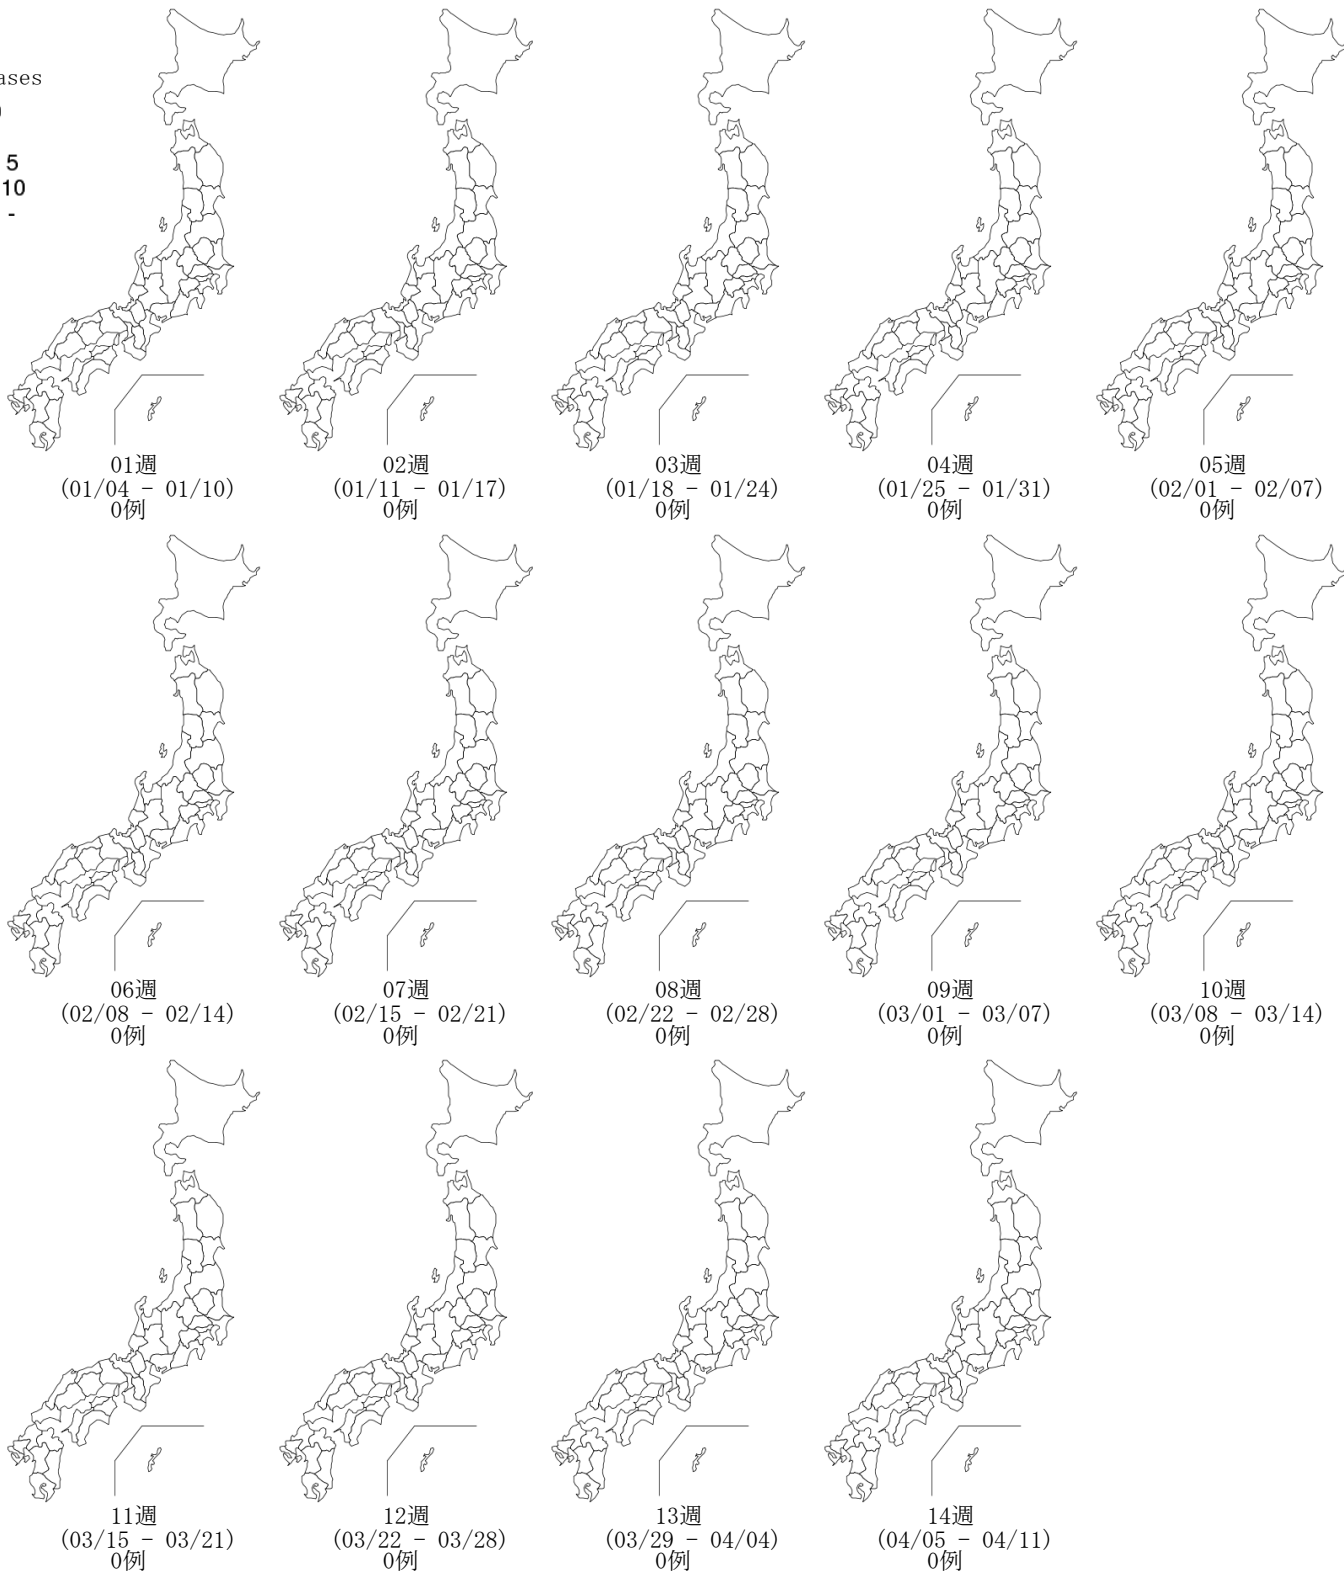 ases
5
10
-
01週
(01/04 - 01/10)
0例
02週
(01/11 - 01/17)
0例
03週
(01/18 - 01/24)
0例
04週
(01/25 - 01/31)
0例
05週
(02/01 - 02/07)
0例
06週
(02/08 - 02/14)
0例
07週
(02/15 - 02/21)
0例
08週
(02/22 - 02/28)
0例
09週
(03/01 - 03/07)
0例
10週
(03/08 - 03/14)
0例
11週
(03/15 - 03/21)
0例
12週
(03/22 - 03/28)
0例
13週
(03/29 - 04/04)
0例
14週
(04/05 - 04/11)
0例